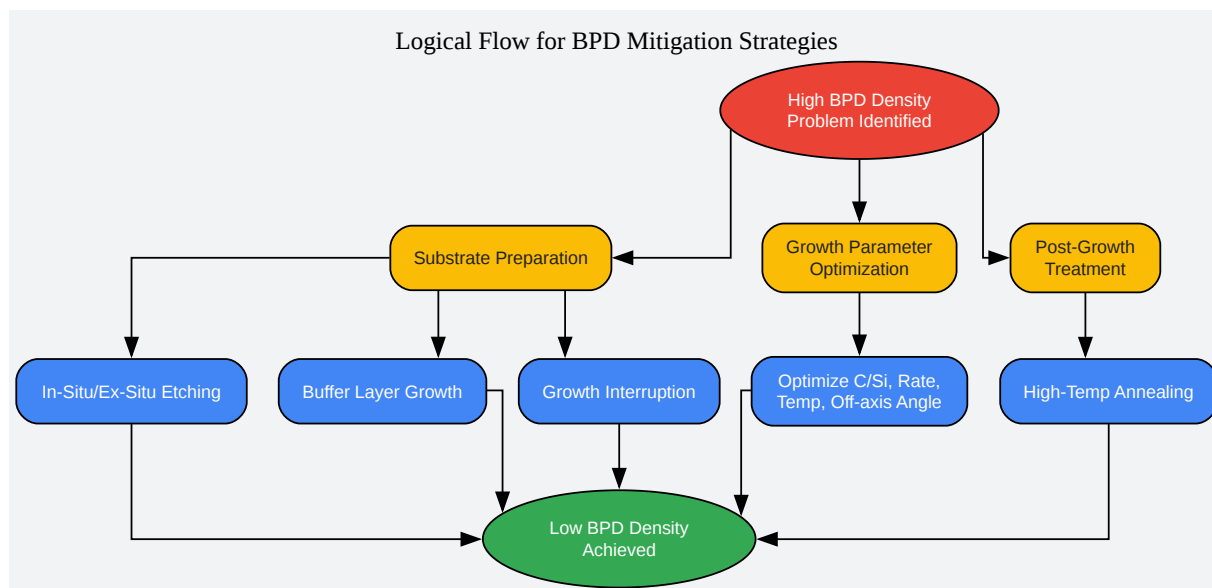 Logical Flow for BPD Mitigation Strategies
High BPD Density
Problem Identified
Substrate Preparation
Growth Parameter
Optimization
Post-Growth
Treatment
In-Situ/Ex-Situ Etching
Buffer Layer Growth
Growth Interruption
Optimize C/Si, Rate,
Temp, Off-axis Angle
High-Temp Annealing
Low BPD Density
Achieved